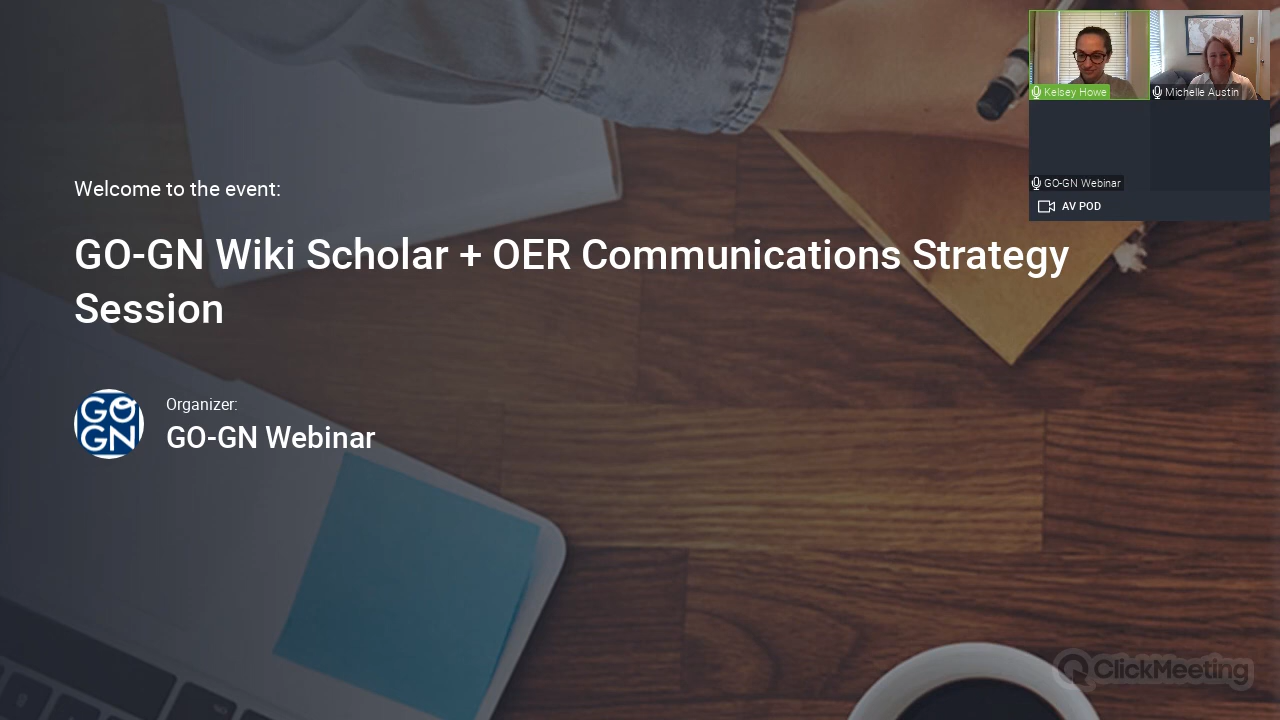 Welcome to the event:
GO-GN Wiki Scholar + OER Communications Strategy
Session
GO
GN
Organizer:
GO-GN Webinar
Kelsey Howe
Michelle Austin
GO-GN Webinar
AV POD
ClickMeeting